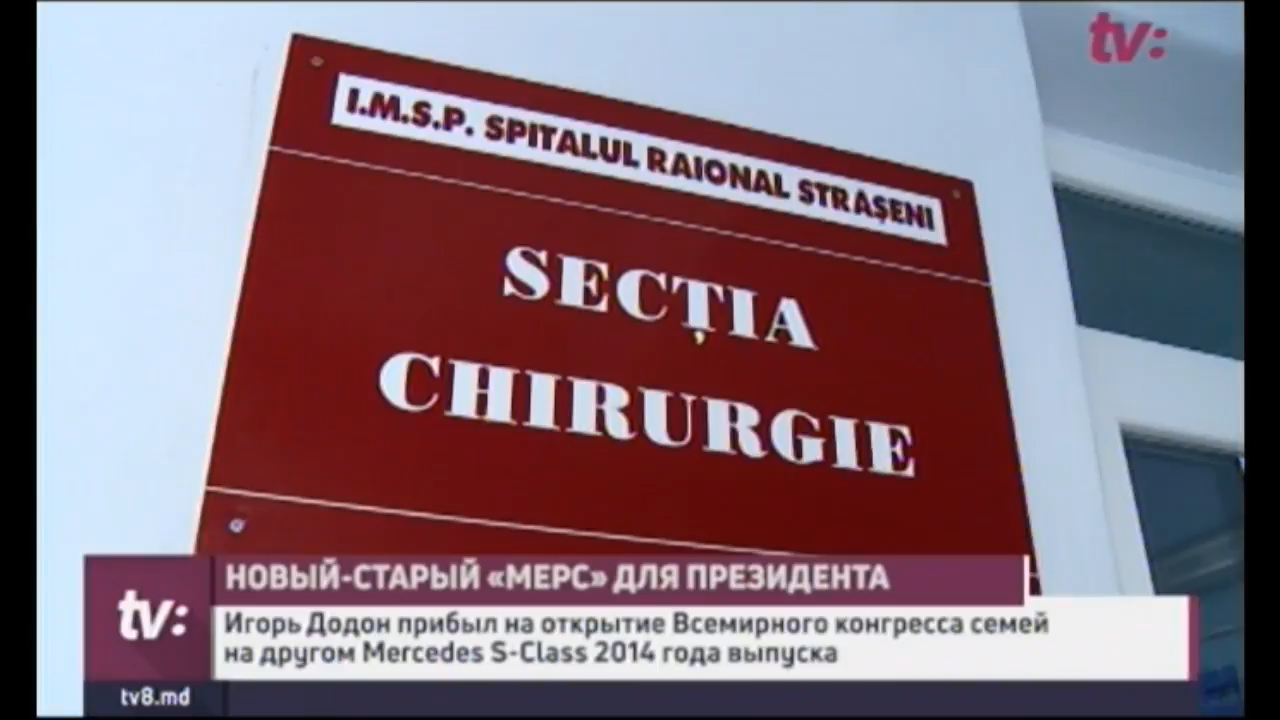 tv:
I.M.S.P. SPITALUL RAIONAL STRĂȘENI
SECȚIA
CHIRURGIE
НОВЫЙ-СТАРЫЙ «МЕРС» ДЛЯ ПРЕЗИДЕНТА
tv:
Игорь Додон прибыл на открытие Всемирного конгресса семей
на другом Mercedes S-Class 2014 года выпуска
tv8.md